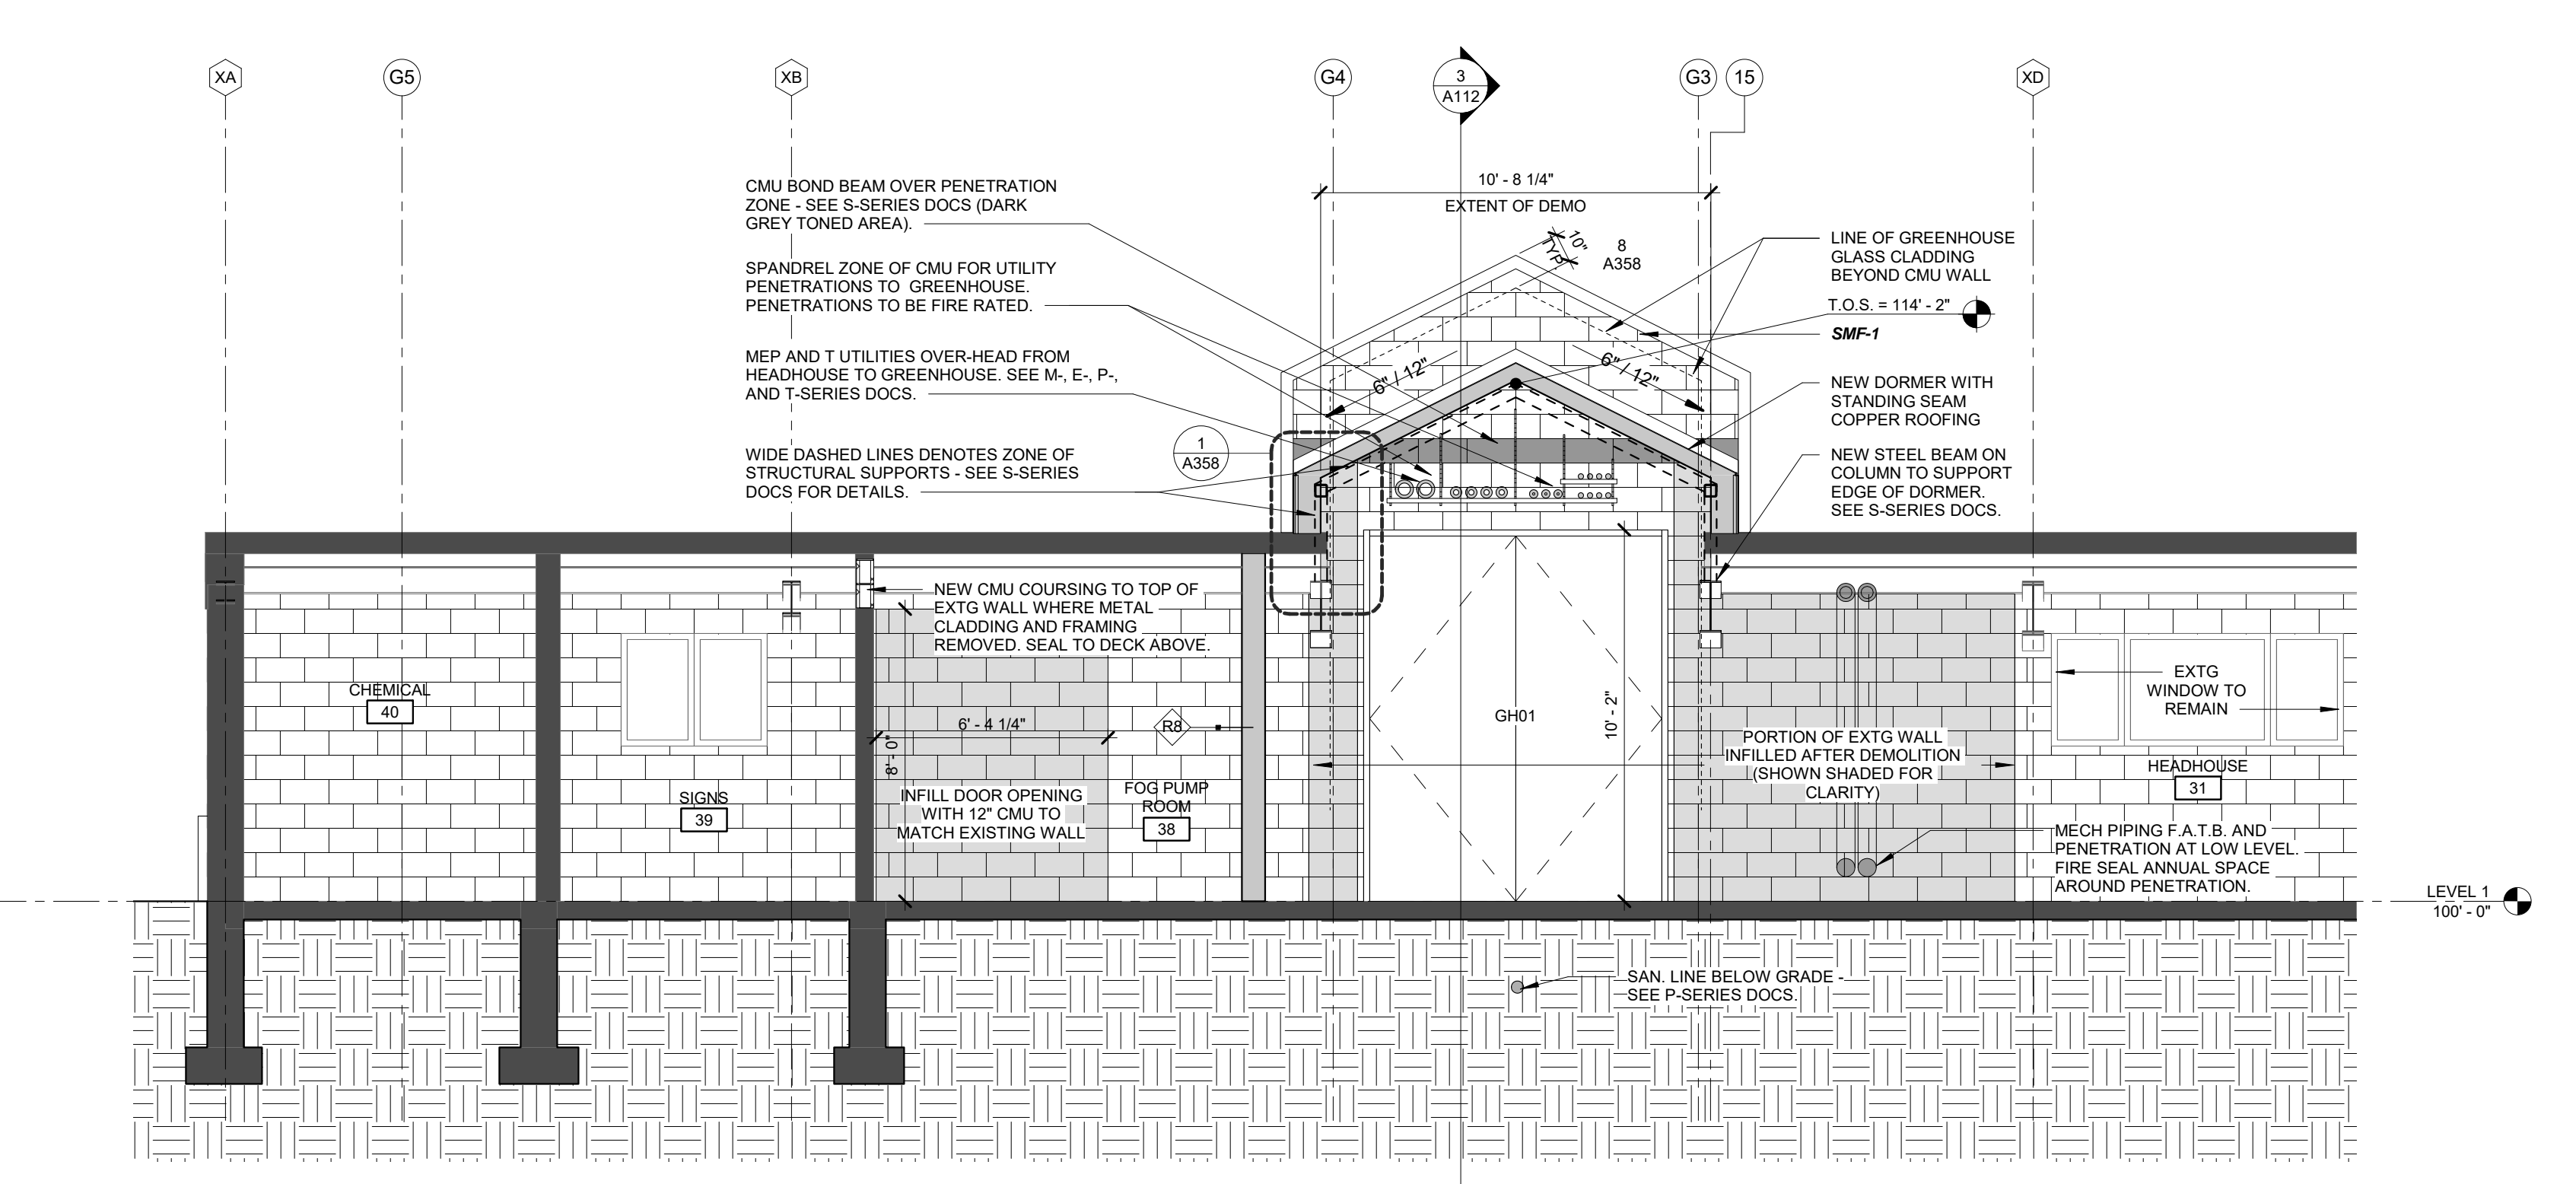 XA
G5
XB
G4
3
A112
G3
15
XD
CMU BOND BEAM OVER PENETRATION
ZONE - SEE S-SERIES DOCS (DARK
GREY TONED AREA).
SPANDREL ZONE OF CMU FOR UTILITY
PENETRATIONS TO GREENHOUSE.
PENETRATIONS TO BE FIRE RATED.
MEP AND T UTILITIES OVER-HEAD FROM
HEADHOUSE TO GREENHOUSE. SEE M-, E-, P-,
AND T-SERIES DOCS.
WIDE DASHED LINES DENOTES ZONE OF
STRUCTURAL SUPPORTS - SEE S-SERIES
DOCS FOR DETAILS.
1
A358
10' - 8 1/4"
EXTENT OF DEMO
10"
TYP.
8
A358
6" / 12"
6" / 12"
LINE OF GREENHOUSE
GLASS CLADDING
BEYOND CMU WALL
T.O.S. = 114' - 2"
SMF-1
NEW DORMER WITH
STANDING SEAM
COPPER ROOFING
NEW STEEL BEAM ON
COLUMN TO SUPPORT
EDGE OF DORMER.
SEE S-SERIES DOCS.
NEW CMU COURSING TO TOP OF
EXTG WALL WHERE METAL
CLADDING AND FRAMING
REMOVED. SEAL TO DECK ABOVE.
CHEMICAL
40
SIGNS
39
6' - 4 1/4"
8' - 0"
R8
INFILL DOOR OPENING
WITH 12" CMU TO
MATCH EXISTING WALL
FOG PUMP
ROOM
38
GH01
10' - 2"
PORTION OF EXTG WALL
INFILLED AFTER DEMOLITION
(SHOWN SHADED FOR
CLARITY)
EXTG
WINDOW TO
REMAIN
HEADHOUSE
31
MECH PIPING F.A.T.B. AND
PENETRATION AT LOW LEVEL.
FIRE SEAL ANNUAL SPACE
AROUND PENETRATION.
LEVEL 1
100' - 0"
SAN. LINE BELOW GRADE -
SEE P-SERIES DOCS.